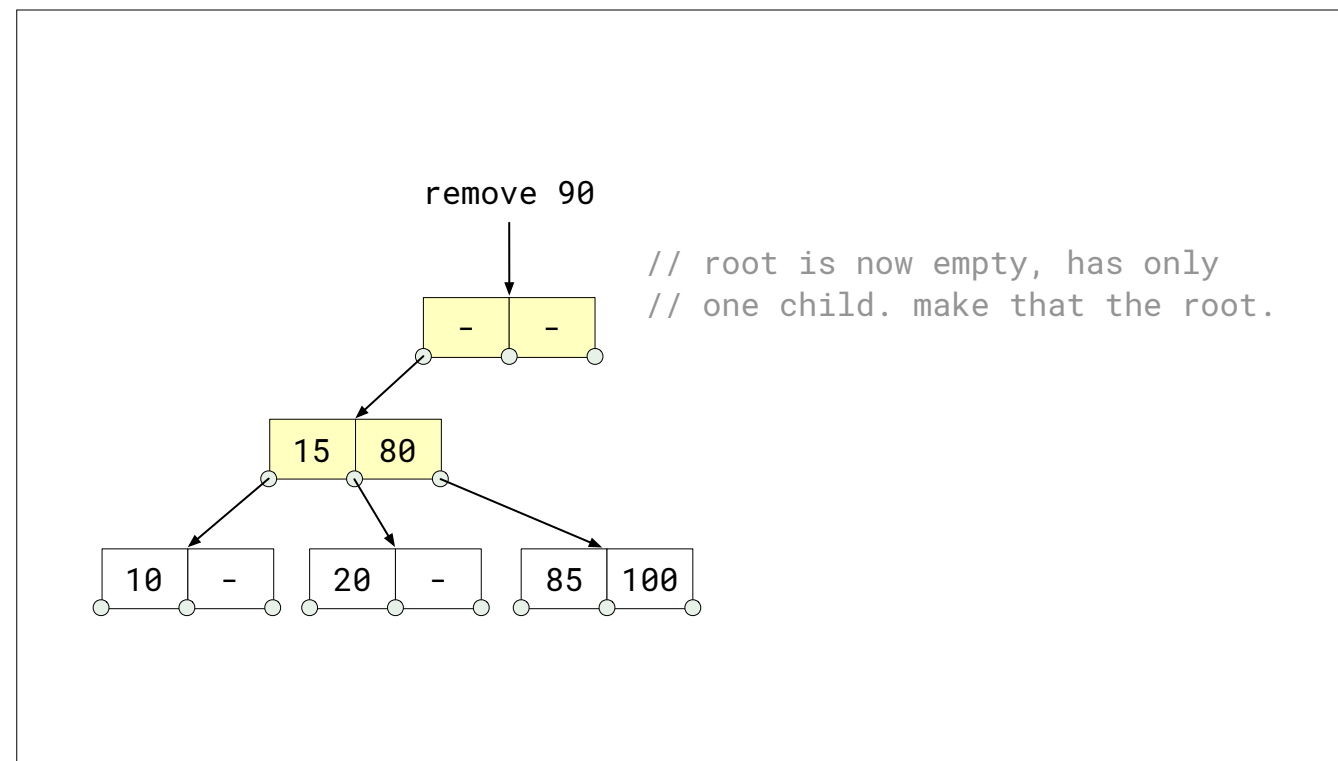 remove 90
// root is now empty, has only
// one child. make that the root.
- -
15 80
10 - 20 - 85 100